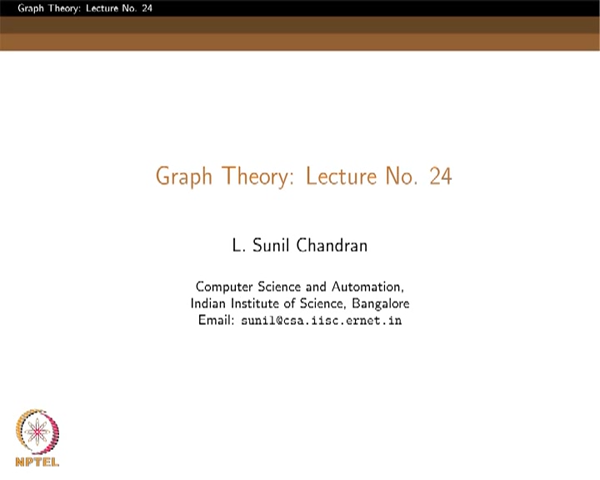 Graph Theory: Lecture No. 24
Graph Theory: Lecture No. 24
L. Sunil Chandran
Computer Science and Automation,
Indian Institute of Science, Bangalore
Email: sunil@csa.iisc.ernet.in
NPTEL